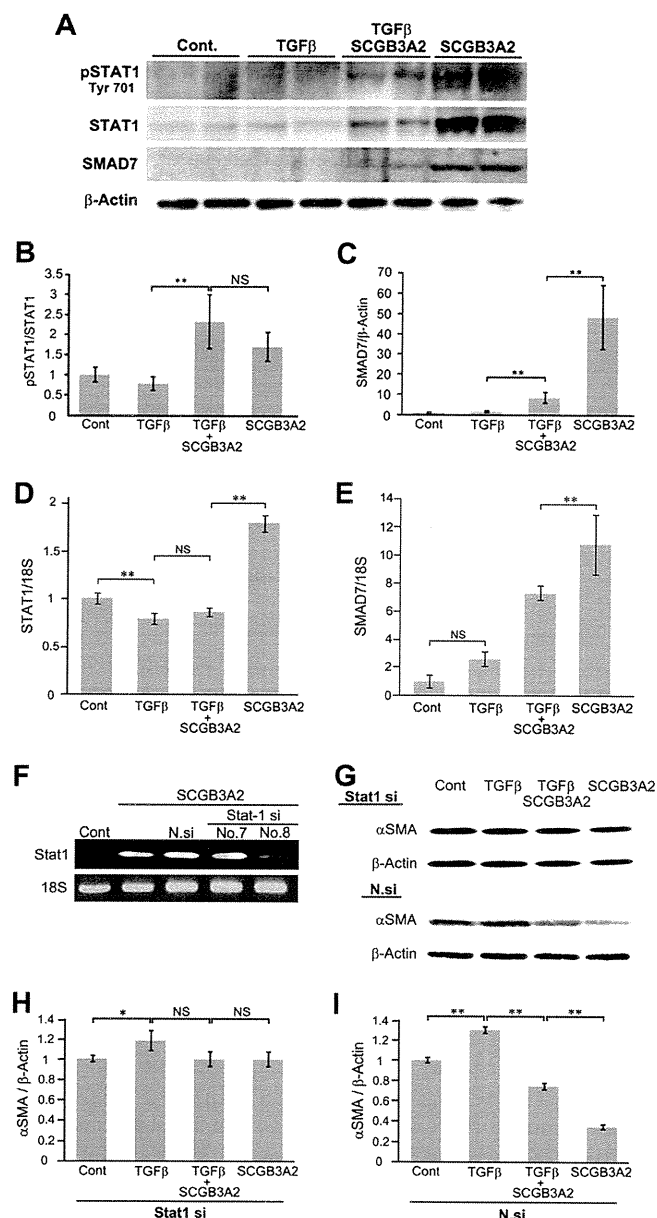 A
Cont. TGFβ TGFβ SCGB3A2 SCGB3A2
pSTAT1
Tyr 701
STAT1
SMAD7
β-Actin
B
pSTAT1/STAT1
3.5
3
2.5
2
1.5
1
0.5
0
** NS
Cont TGFβ TGFβ + SCGB3A2 SCGB3A2
C
SMAD7/β-Actin
70
60
50
40
30
20
10
0
** **
Cont TGFβ TGFβ + SCGB3A2 SCGB3A2
D
STAT1/18S
2
1.5
1
0.5
0
** NS **
Cont TGFβ TGFβ + SCGB3A2 SCGB3A2
E
SMAD7/18S
14
12
10
8
6
4
2
0
NS **
Cont TGFβ TGFβ + SCGB3A2 SCGB3A2
F
SCGB3A2
Stat-1 si
Cont N.si No.7 No.8
Stat1
18S
G
Cont TGFβ TGFβ SCGB3A2 SCGB3A2
Stat1 si
αSMA
β-Actin
N.si
αSMA
β-Actin
H
αSMA / β-Actin
1.4
1.2
1
0.8
0.6
0.4
0.2
0
* NS NS
Cont TGFβ TGFβ + SCGB3A2 SCGB3A2
Stat1 si
I
αSMA / β-Actin
1.4
1.2
1
0.8
0.6
0.4
0.2
0
** ** **
Cont TGFβ TGFβ + SCGB3A2 SCGB3A2
N.si